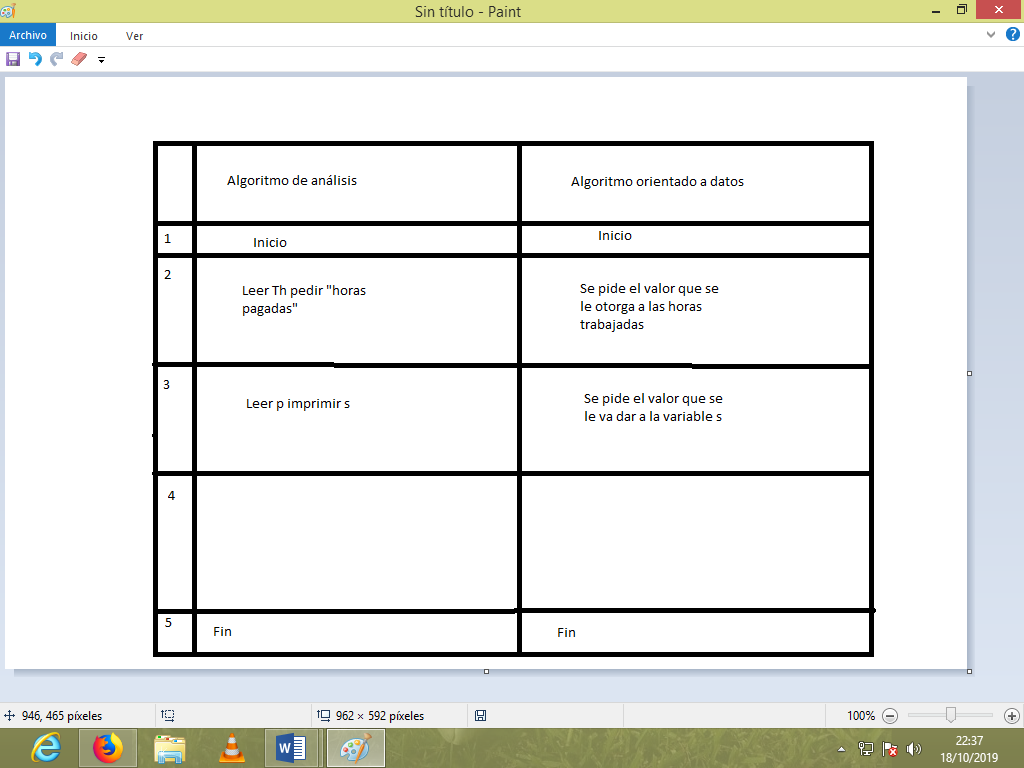 Sin título - Paint
Archivo
Inicio
Ver
Algoritmo de análisis
Algoritmo orientado a datos
1
Inicio
Inicio
2
Leer Th pedir "horas
pagadas"
Se pide el valor que se
le otorga a las horas
trabajadas
3
Leer p imprimir s
Se pide el valor que se
le va dar a la variable s
4
5
Fin
Fin
946, 465 píxeles
962 × 592 píxeles
100%
22:37
18/10/2019